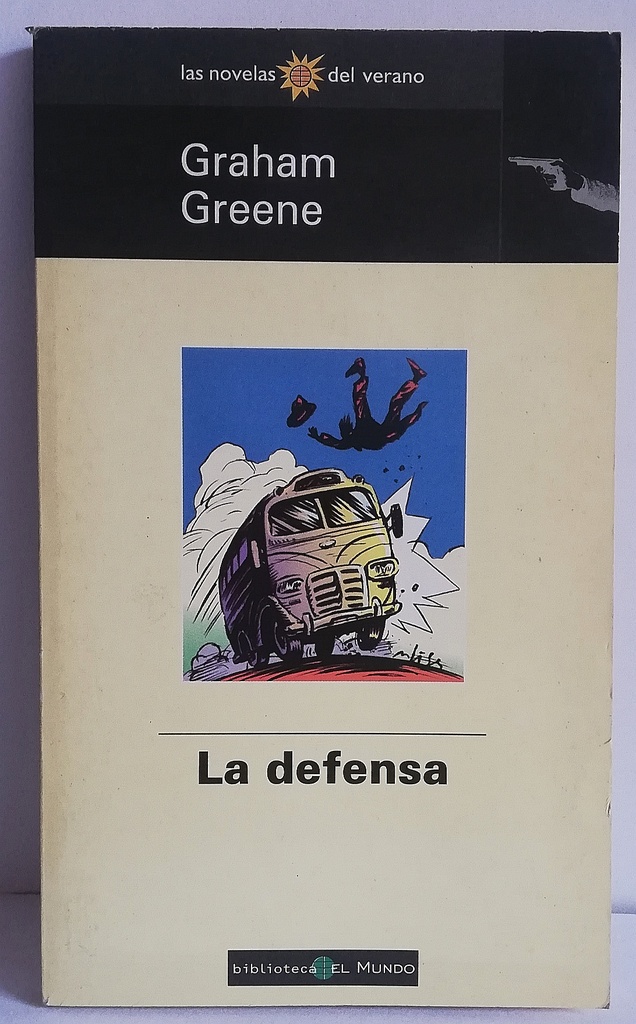 las novelas del verano
Graham
Greene
La defensa
biblioteca EL MUNDO